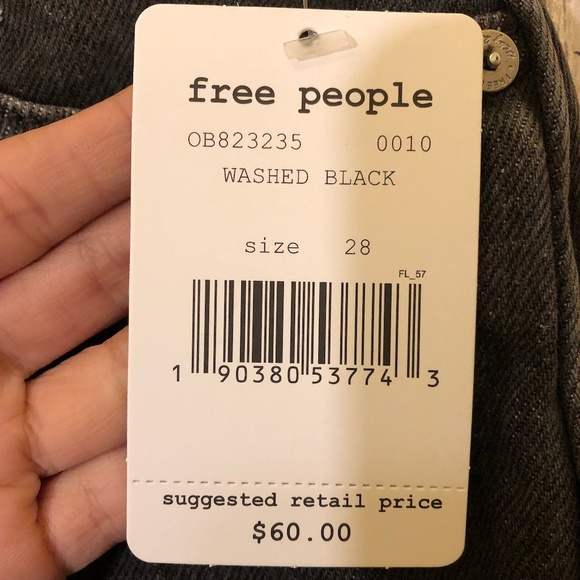 free people
OB823235 0010
WASHED BLACK
size 28
FL_57
1 90380 53774 3
suggested retail price
$60.00